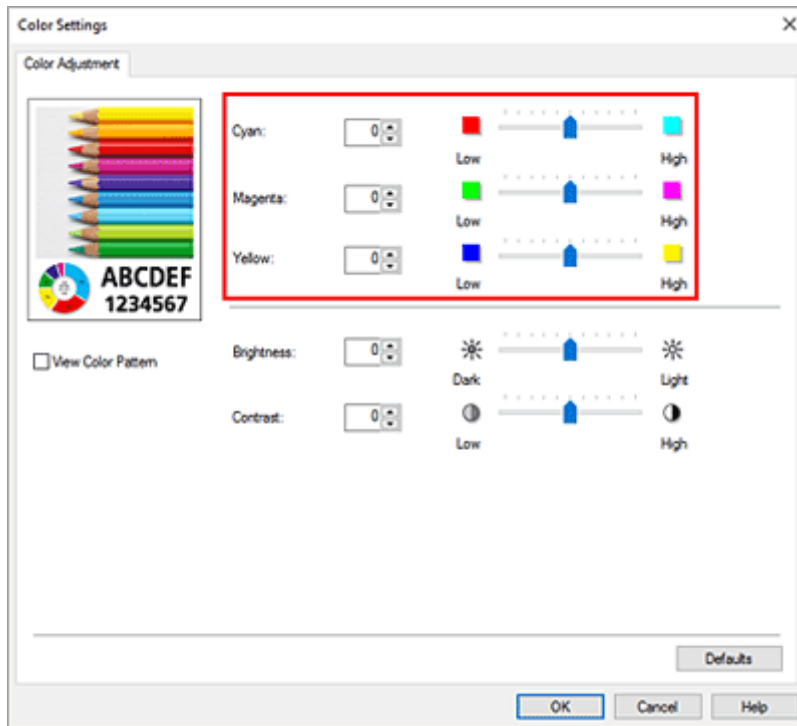 Color Settings
Color Adjustment
Cyan: 0
Low High
Magenta: 0
Low High
Yellow: 0
Low High
ABCDEF
1234567
View Color Pattern
Brightness: 0
Dark Light
Contrast: 0
Low High
Defaults
OK Cancel Help